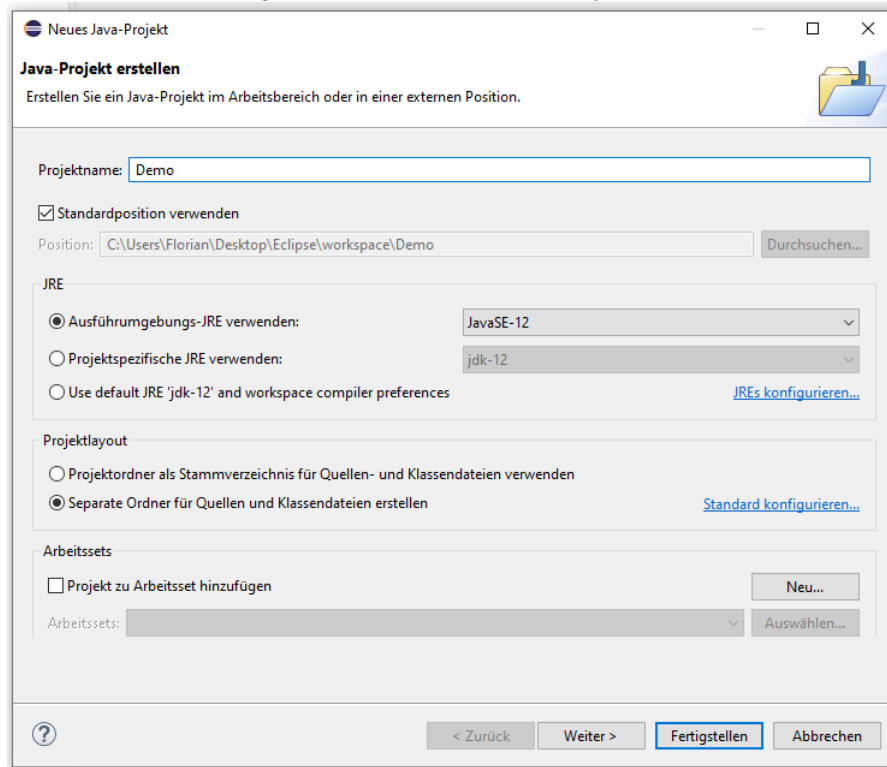 Neues Java-Projekt
Java-Projekt erstellen
Erstellen Sie ein Java-Projekt im Arbeitsbereich oder in einer externen Position.
Projektname: Demo
Standardposition verwenden
Position: C:\Users\Florian\Desktop\Eclipse\workspace\Demo Durchsuchen...
JRE
Ausführumgebungs-JRE verwenden: JavaSE-12
Projektspezifische JRE verwenden: jdk-12
Use default JRE 'jdk-12' and workspace compiler preferences JREs konfigurieren...
Projektlayout
Projektordner als Stammverzeichnis für Quellen- und Klassendateien verwenden
Separate Ordner für Quellen und Klassendateien erstellen Standard konfigurieren...
Arbeitssets
Projekt zu Arbeitsset hinzufügen Neu...
Arbeitssets: Auswählen...
? < Zurück Weiter > Fertigstellen Abbrechen